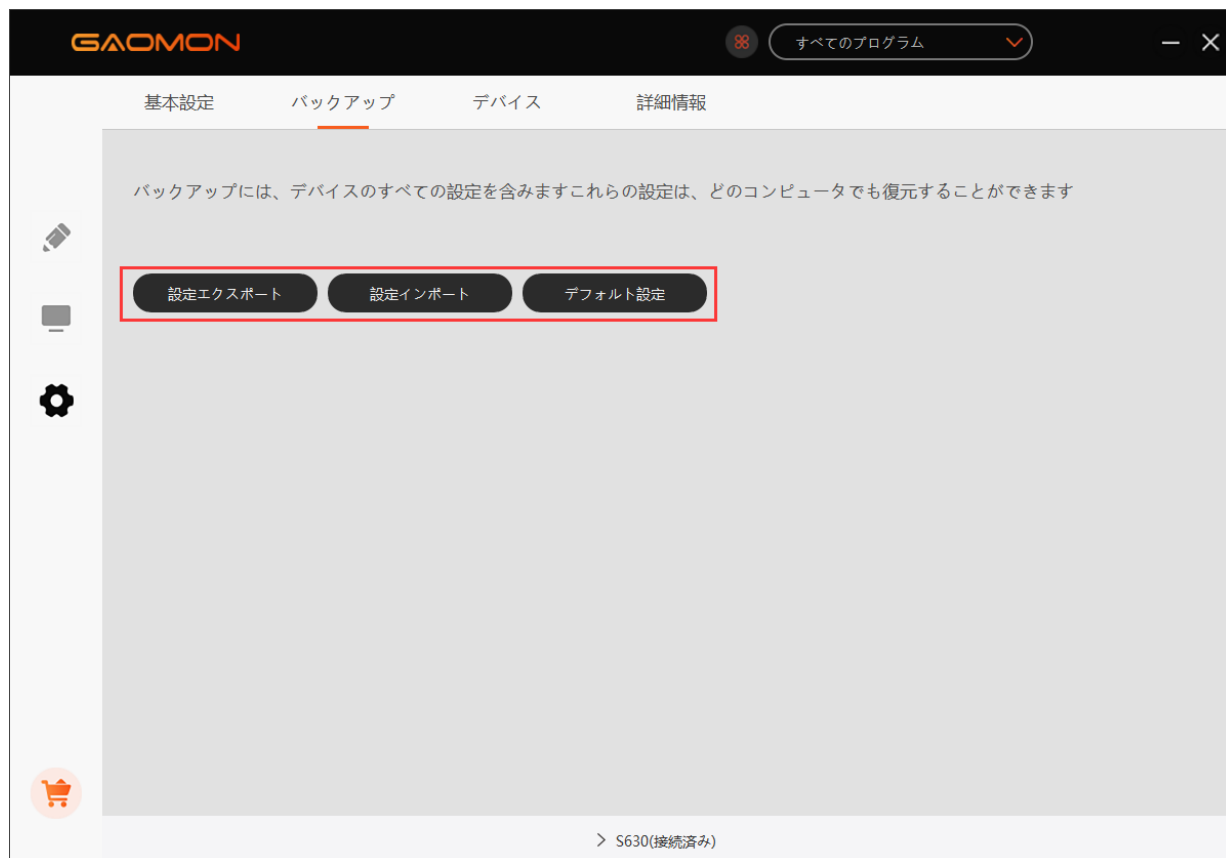 GAOMON
すべてのプログラム
基本設定 バックアップ デバイス 詳細情報
バックアップには、デバイスのすべての設定を含みますこれらの設定は、どのコンピュータでも復元することができます
設定エクスポート 設定インポート デフォルト設定
S630(接続済み)